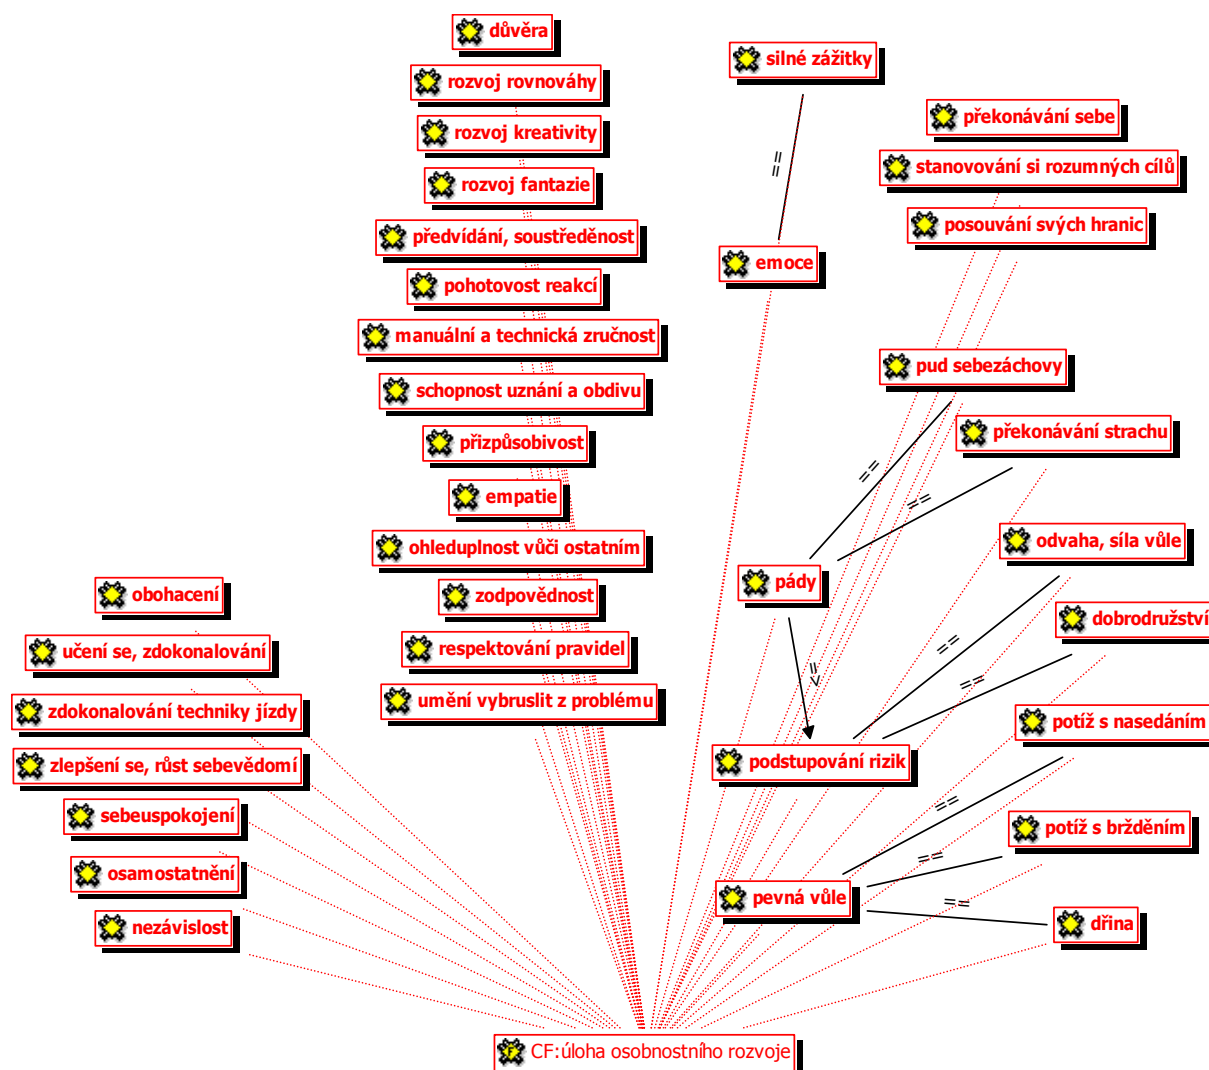 důvěra
rozvoj rovnováhy
rozvoj kreativity
rozvoj fantazie
předvídání, soustředěnost
pohotovost reakcí
manuální a technická zručnost
schopnost uznání a obdivu
přizpůsobivost
empatie
ohleduplnost vůči ostatním
zodpovědnost
respektování pravidel
umění vybruslit z problému
obohacení
učení se, zdokonalování
zdokonalování techniky jízdy
zlepšení se, růst sebevědomí
sebeuspokojení
osamostatnění
nezávislost
silné zážitky
==
emoce
překonávání sebe
stanovování si rozumných cílů
posouvání svých hranic
pud sebezáchovy
překonávání strachu
==
==
pády
=>
odvaha, síla vůle
dobrodružství
==
==
podstupování rizik
potíž s nasedáním
potíž s bržděním
dřina
==
==
==
pevná vůle
CF:úloha osobnostního rozvoje